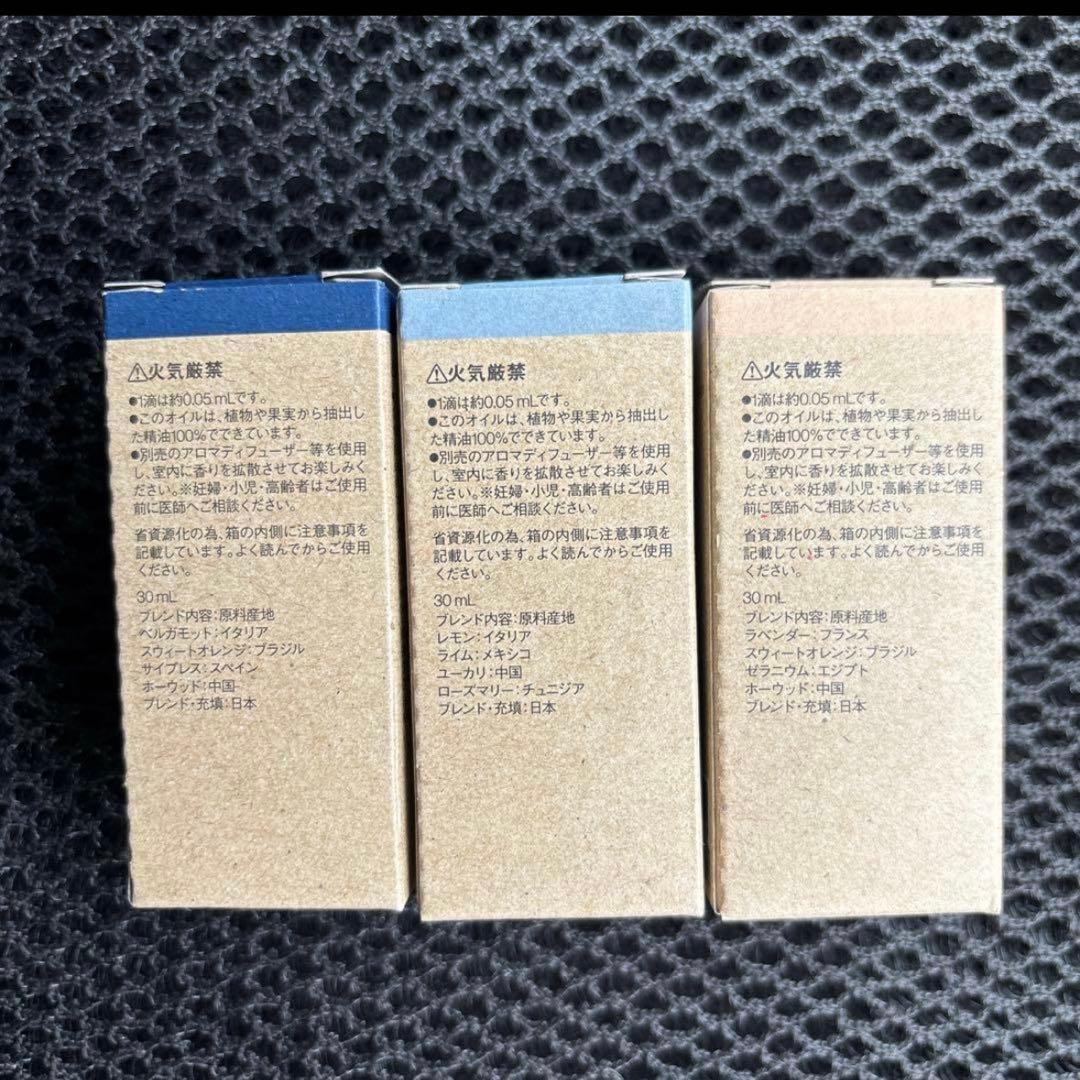 ⚠火気厳禁
●1滴は約0.05mLです。
●このオイルは、植物や果実から抽出し
た精油100%でできています。
●別売のアロマディフューザー等を使用
し、室内に香りを拡散させてお楽しみく
ださい。※妊婦・小児・高齢者はご使用
前に医師へご相談ください。
省資源化の為、箱の内側に注意事項を
記載しています。よく読んでからご使用
ください。
30mL
ブレンド内容:原料産地
ベルガモット:イタリア
スウィートオレンジ:ブラジル
サイプレス:スペイン
ホーウッド:中国
ブレンド・充填:日本
⚠火気厳禁
●1滴は約0.05mLです。
●このオイルは、植物や果実から抽出し
た精油100%でできています。
●別売のアロマディフューザー等を使用
し、室内に香りを拡散させてお楽しみく
ださい。※妊婦・小児・高齢者はご使用
前に医師へご相談ください。
省資源化の為、箱の内側に注意事項を
記載しています。よく読んでからご使用
ください。
30mL
ブレンド内容:原料産地
レモン:イタリア
ライム:メキシコ
ユーカリ:中国
ローズマリー:チュニジア
ブレンド・充填:日本
⚠火気厳禁
●1滴は約0.05mLです。
●このオイルは、植物や果実から抽出し
た精油100%でできています。
●別売のアロマディフューザー等を使用
し、室内に香りを拡散させてお楽しみく
ださい。※妊婦・小児・高齢者はご使用
前に医師へご相談ください。
省資源化の為、箱の内側に注意事項を
記載しています。よく読んでからご使用
ください。
30mL
ブレンド内容:原料産地
ラベンダー:フランス
スウィートオレンジ:ブラジル
ゼラニウム:エジプト
ホーウッド:中国
ブレンド・充填:日本